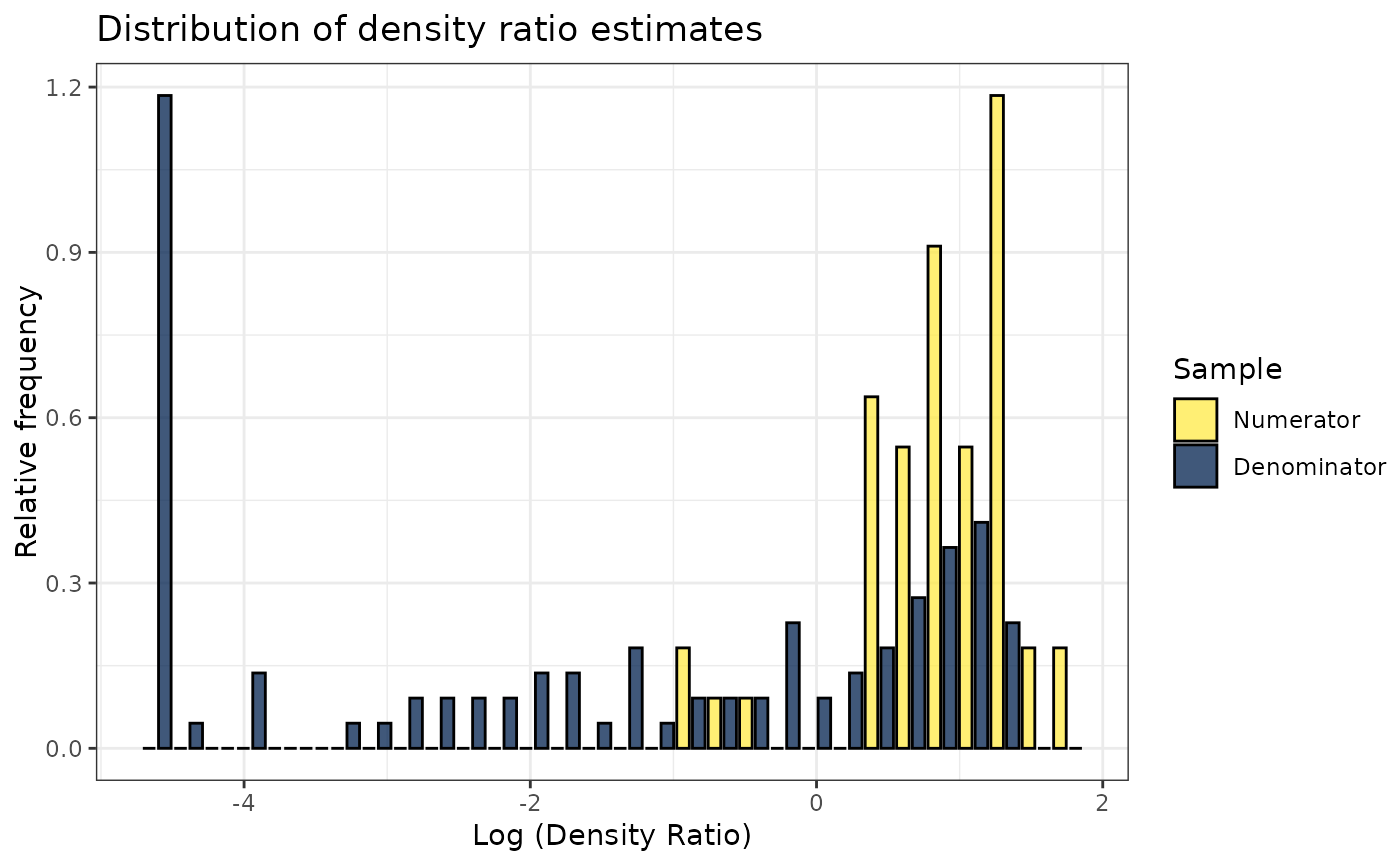 Distribution of density ratio estimates
1.2
0.9
0.6
0.3
0.0
Relative frequency
-4
-2
0
2
Log (Density Ratio)
Sample
Numerator
Denominator